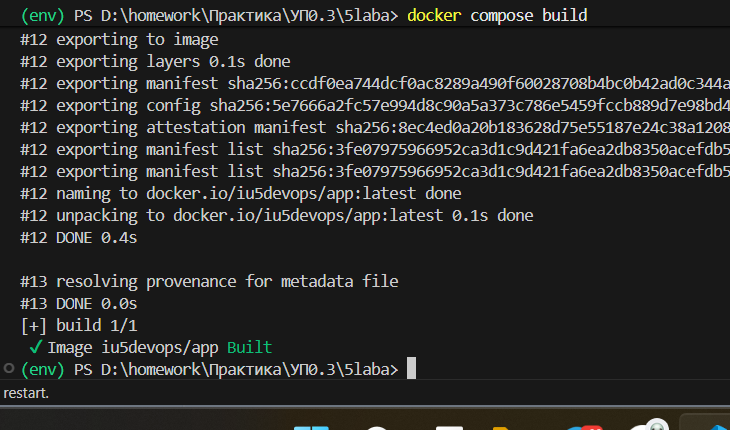 (env) PS D:\homework\Практика\УП0.3\5laba> docker compose build
#12 exporting to image
#12 exporting layers 0.1s done
#12 exporting manifest sha256:ccdf0ea744dcf0ac8289a490f60028708b4bc0b42ad0c344a
#12 exporting config sha256:5e7666a2fc57e994d8c90a5a373c786e5459fccb889d7e98bd4
#12 exporting attestation manifest sha256:8ec4ed0a20b183628d75e55187e24c38a1208
#12 exporting manifest list sha256:3fe07975966952ca3d1c9d421fa6ea2db8350acefdb5
#12 exporting manifest list sha256:3fe07975966952ca3d1c9d421fa6ea2db8350acefdb5
#12 naming to docker.io/iu5devops/app:latest done
#12 unpacking to docker.io/iu5devops/app:latest 0.1s done
#12 DONE 0.4s
#13 resolving provenance for metadata file
#13 DONE 0.0s
[+] build 1/1
✓ Image iu5devops/app Built
(env) PS D:\homework\Практика\УП0.3\5laba>
restart.